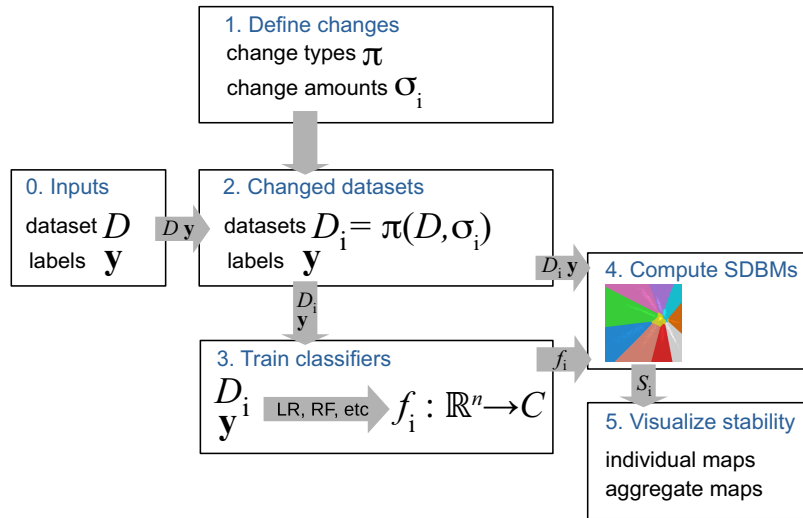 1. Define changes
change types π
change amounts σi
0. Inputs
dataset D
labels y
D y
2. Changed datasets
datasets Di = π(D,σi)
labels y
Di y
Di
y
3. Train classifiers
Di
y
LR, RF, etc
fi : ℝn→C
fi
4. Compute SDBMs
Si
5. Visualize stability
individual maps
aggregate maps